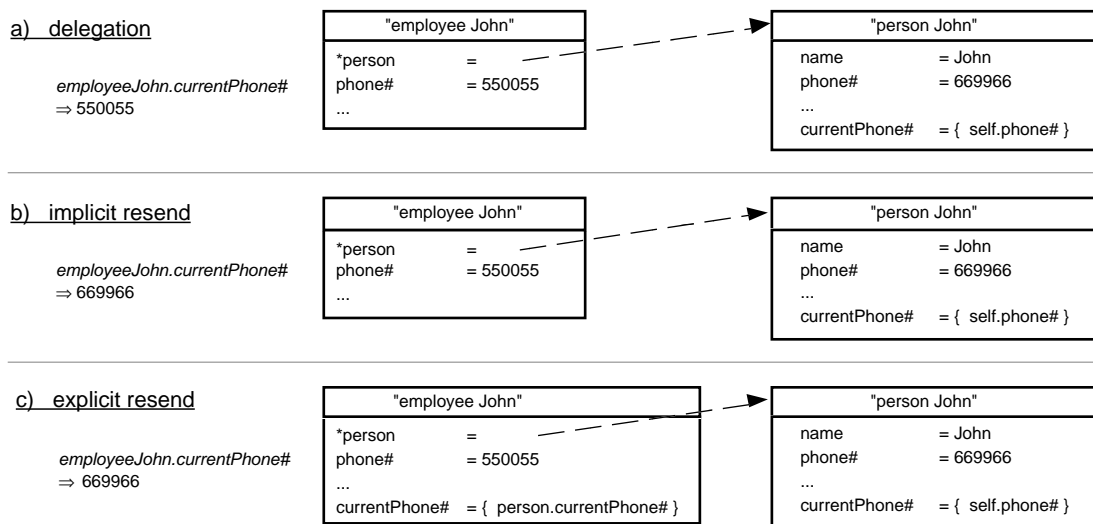 a) delegation
employeeJohn.currentPhone#
⇒ 550055
"employee John"
*person =
phone# = 550055
...
"person John"
name = John
phone# = 669966
...
currentPhone# = { self.phone# }
b) implicit resend
employeeJohn.currentPhone#
⇒ 669966
"employee John"
*person =
phone# = 550055
...
"person John"
name = John
phone# = 669966
...
currentPhone# = { self.phone# }
c) explicit resend
employeeJohn.currentPhone#
⇒ 669966
"employee John"
*person =
phone# = 550055
...
currentPhone# = { person.currentPhone# }
"person John"
name = John
phone# = 669966
...
currentPhone# = { self.phone# }